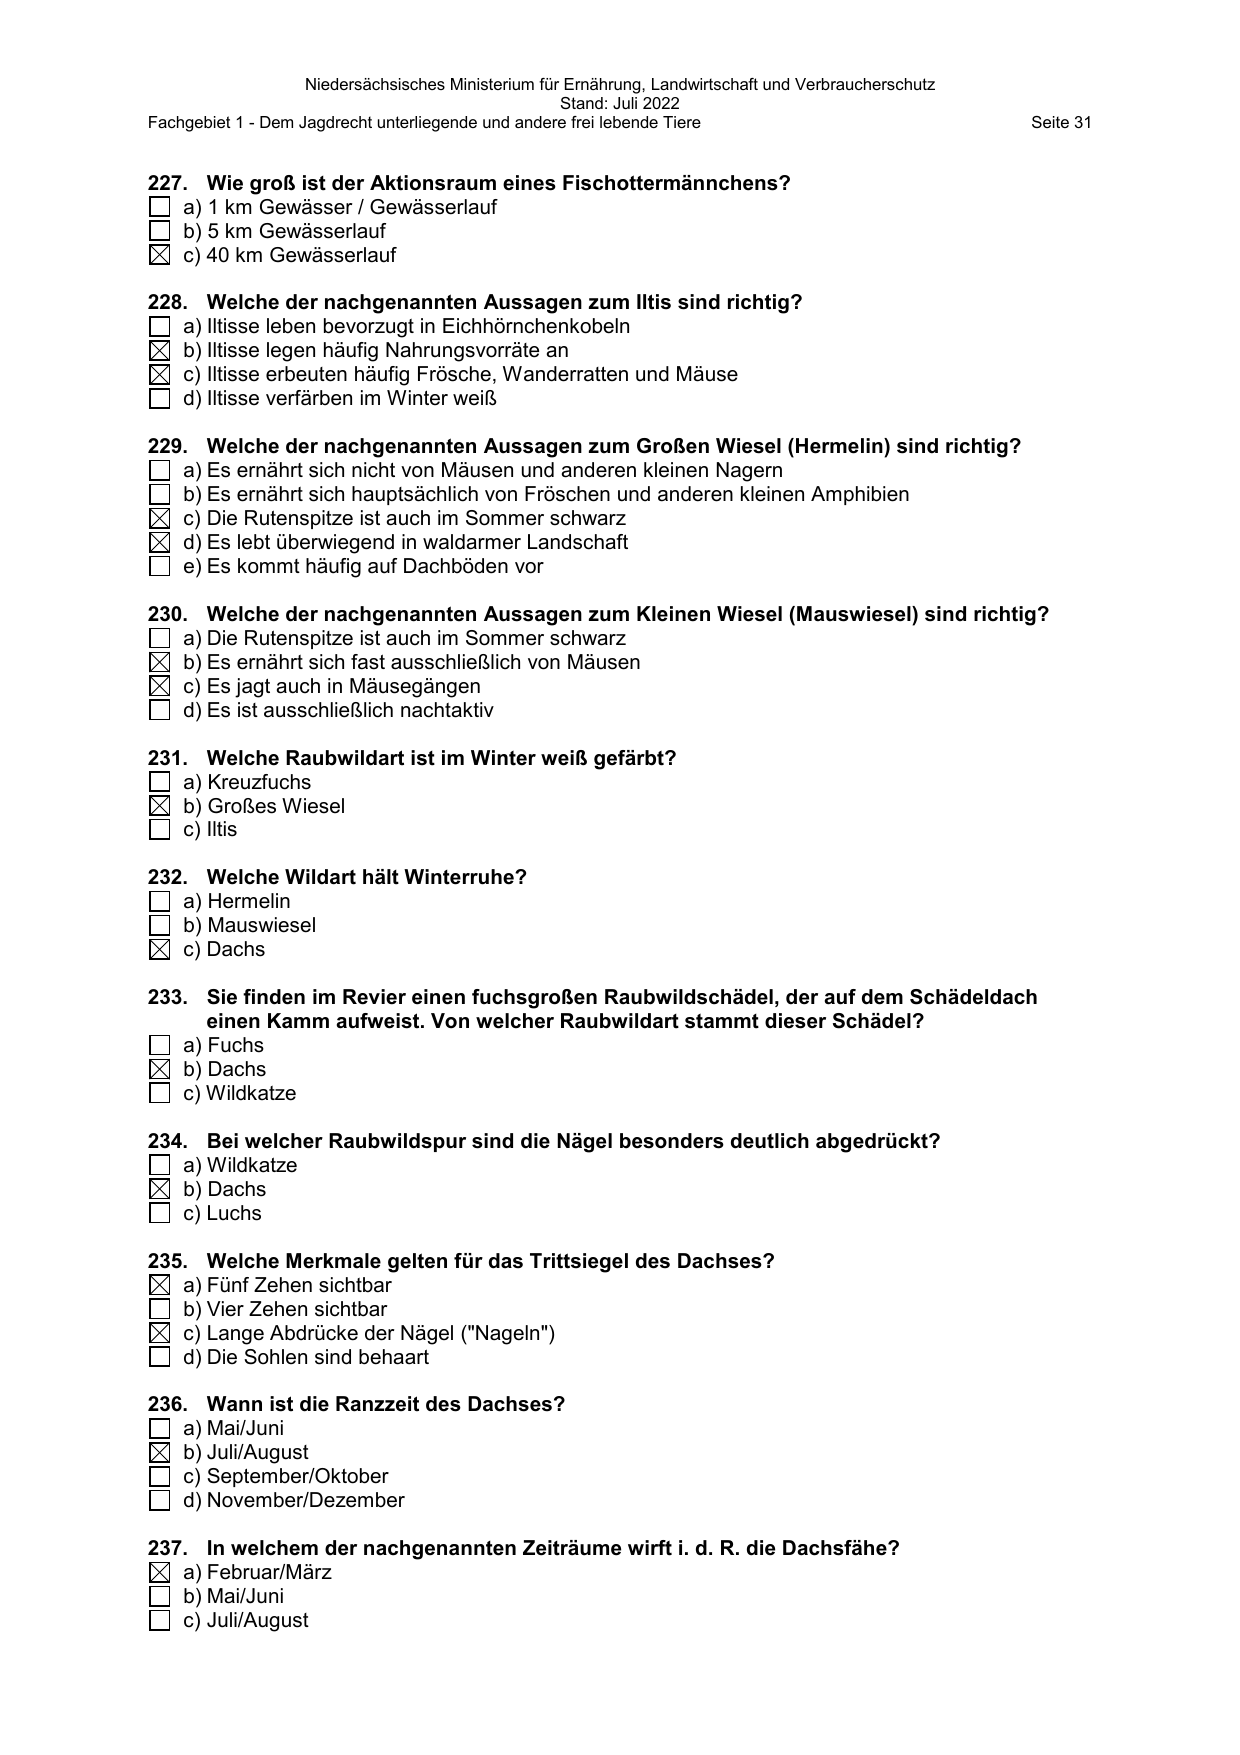 Niedersächsisches Ministerium für Ernährung, Landwirtschaft und Verbraucherschutz
Stand: Juli 2022
Fachgebiet 1 - Dem Jagdrecht unterliegende und andere frei lebende Tiere Seite 31
227. Wie groß ist der Aktionsraum eines Fischottermännchens?
a) 1 km Gewässer / Gewässerlauf
b) 5 km Gewässerlauf
c) 40 km Gewässerlauf
228. Welche der nachgenannten Aussagen zum Iltis sind richtig?
a) Iltisse leben bevorzugt in Eichhörnchenkobeln
b) Iltisse legen häufig Nahrungsvorräte an
c) Iltisse erbeuten häufig Frösche, Wanderratten und Mäuse
d) Iltisse verfärben im Winter weiß
229. Welche der nachgenannten Aussagen zum Großen Wiesel (Hermelin) sind richtig?
a) Es ernährt sich nicht von Mäusen und anderen kleinen Nagern
b) Es ernährt sich hauptsächlich von Fröschen und anderen kleinen Amphibien
c) Die Rutenspitze ist auch im Sommer schwarz
d) Es lebt überwiegend in waldarmer Landschaft
e) Es kommt häufig auf Dachböden vor
230. Welche der nachgenannten Aussagen zum Kleinen Wiesel (Mauswiesel) sind richtig?
a) Die Rutenspitze ist auch im Sommer schwarz
b) Es ernährt sich fast ausschließlich von Mäusen
c) Es jagt auch in Mäusegängen
d) Es ist ausschließlich nachtaktiv
231. Welche Raubwildart ist im Winter weiß gefärbt?
a) Kreuzfuchs
b) Großes Wiesel
c) Iltis
232. Welche Wildart hält Winterruhe?
a) Hermelin
b) Mauswiesel
c) Dachs
233. Sie finden im Revier einen fuchsgroßen Raubwildschädel, der auf dem Schädeldach
einen Kamm aufweist. Von welcher Raubwildart stammt dieser Schädel?
a) Fuchs
b) Dachs
c) Wildkatze
234. Bei welcher Raubwildspur sind die Nägel besonders deutlich abgedrückt?
a) Wildkatze
b) Dachs
c) Luchs
235. Welche Merkmale gelten für das Trittsiegel des Dachses?
a) Fünf Zehen sichtbar
b) Vier Zehen sichtbar
c) Lange Abdrücke der Nägel ("Nageln")
d) Die Sohlen sind behaart
236. Wann ist die Ranzzeit des Dachses?
a) Mai/Juni
b) Juli/August
c) September/Oktober
d) November/Dezember
237. In welchem der nachgenannten Zeiträume wirft i. d. R. die Dachsfähe?
a) Februar/März
b) Mai/Juni
c) Juli/August